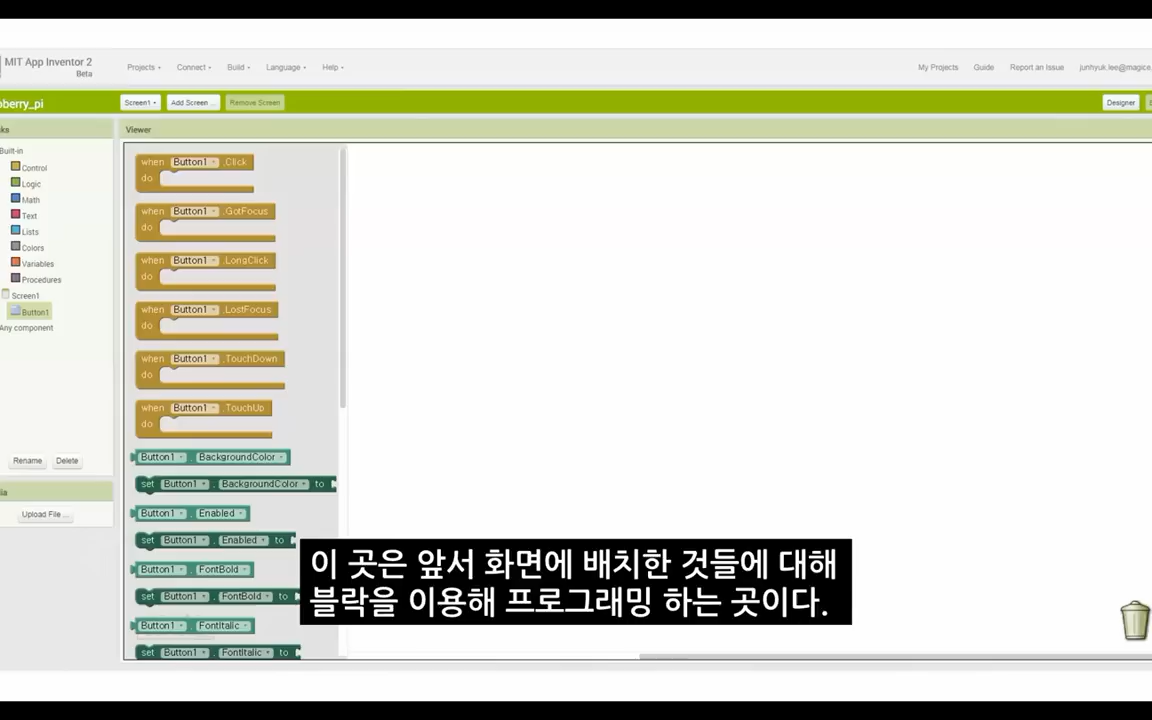 MIT App Inventor 2
Beta
Projects
Connect
Build
Language
Help
My Projects
Guide
Report an Issue
junhyuk.lee@magice
berry_pi
Screen1
Add Screen ...
Remove Screen
Designer
Viewer
Built-in
Control
Logic
Math
Text
Lists
Colors
Variables
Procedures
Screen1
Button1
Any component
Rename
Delete
Upload File ...
when Button1 .Click
do
when Button1 .GotFocus
do
when Button1 .LongClick
do
when Button1 .LostFocus
do
when Button1 .TouchDown
do
when Button1 .TouchUp
do
Button1 . BackgroundColor
set Button1 . BackgroundColor to
Button1 . Enabled
set Button1 . Enabled to
Button1 . FontBold
set Button1 . FontBold to
Button1 . FontItalic
set Button1 . FontItalic to
이 곳은 앞서 화면에 배치한 것들에 대해
블락을 이용해 프로그래밍 하는 곳이다.